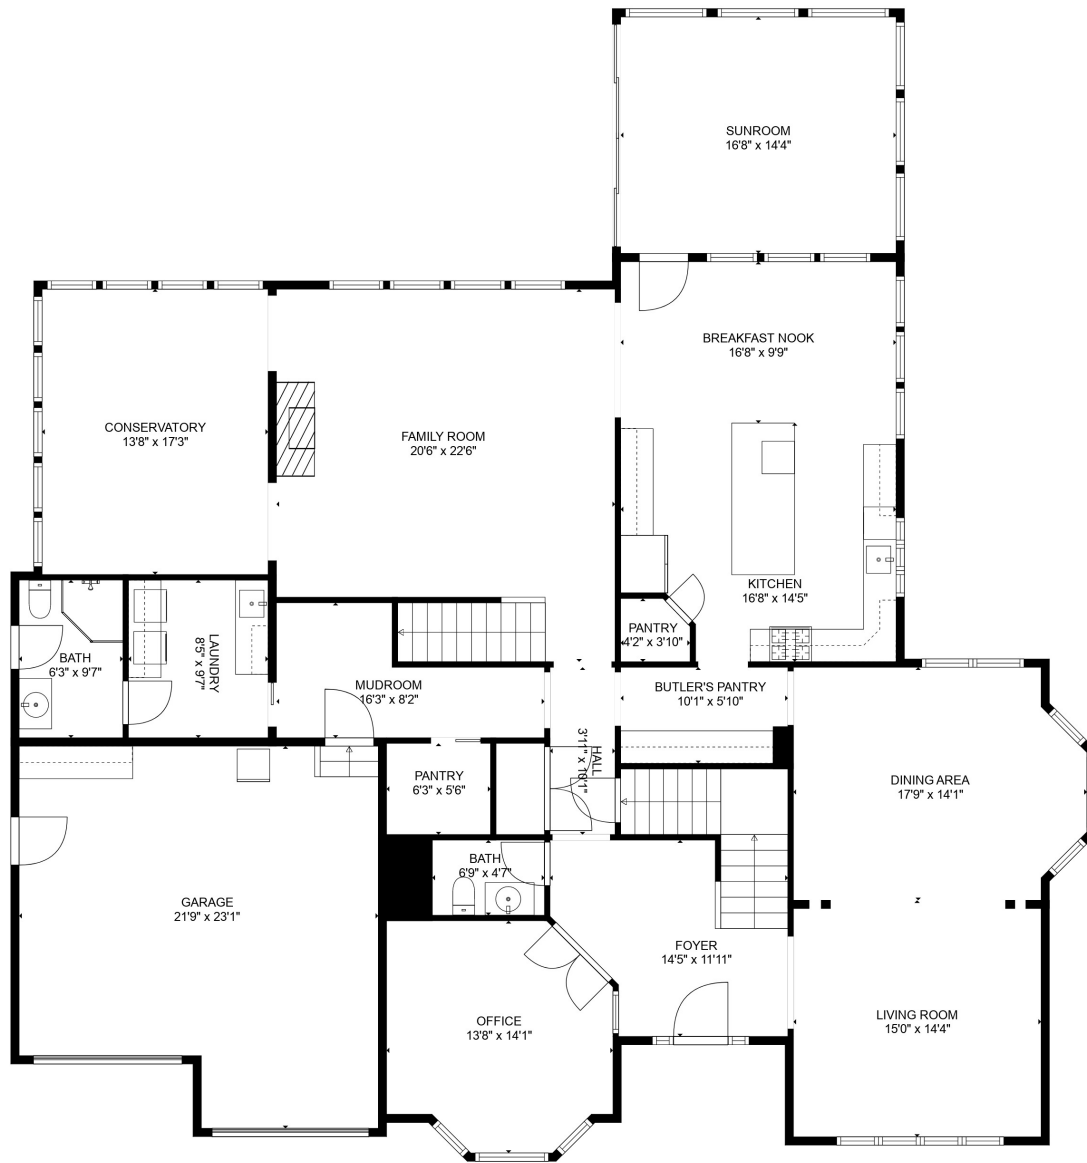 SUNROOM
16'8" x 14'4"
BREAKFAST NOOK
16'8" x 9'9"
CONSERVATORY
13'8" x 17'3"
FAMILY ROOM
20'6" x 22'6"
KITCHEN
16'8" x 14'5"
PANTRY
4'2" x 3'10"
BATH
6'3" x 9'7"
LAUNDRY
8'5" x 9'7"
MUDROOM
16'3" x 8'2"
BUTLER'S PANTRY
10'1" x 5'10"
HALL
3'11" x 10'1"
PANTRY
6'3" x 5'6"
DINING AREA
17'9" x 14'1"
BATH
6'9" x 4'7"
GARAGE
21'9" x 23'1"
FOYER
14'5" x 11'11"
OFFICE
13'8" x 14'1"
LIVING ROOM
15'0" x 14'4"